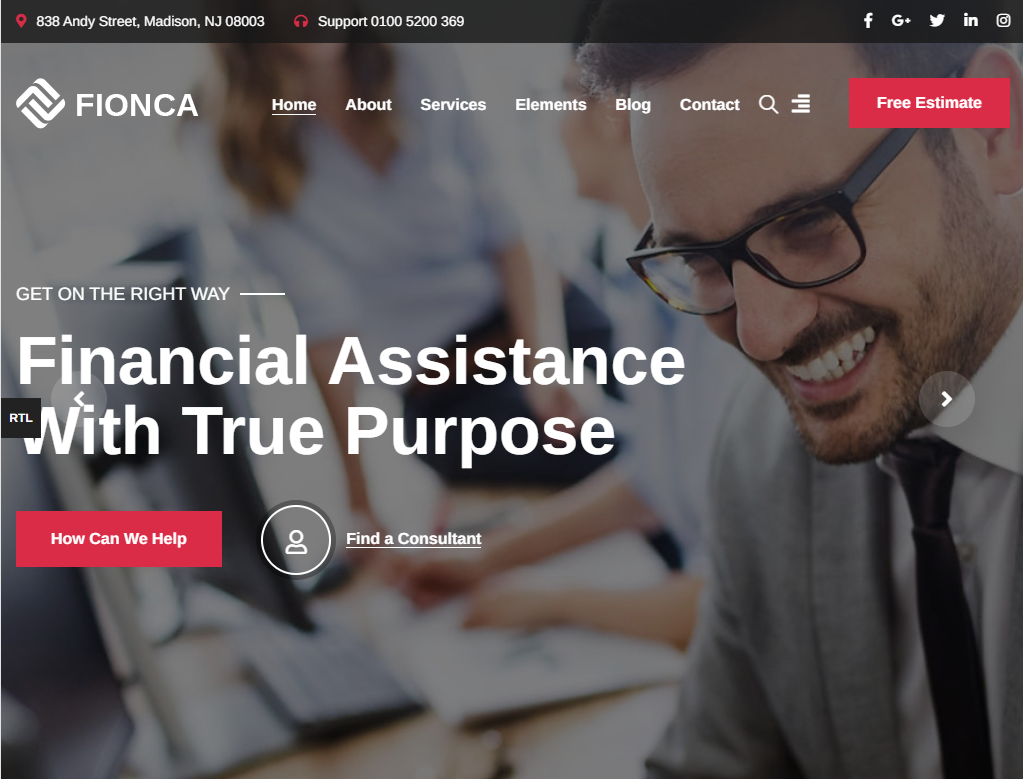 838 Andy Street, Madison, NJ 08003
Support 0100 5200 369
FIONCA
Home
About
Services
Elements
Blog
Contact
Free Estimate
GET ON THE RIGHT WAY
Financial Assistance
With True Purpose
RTL
How Can We Help
Find a Consultant